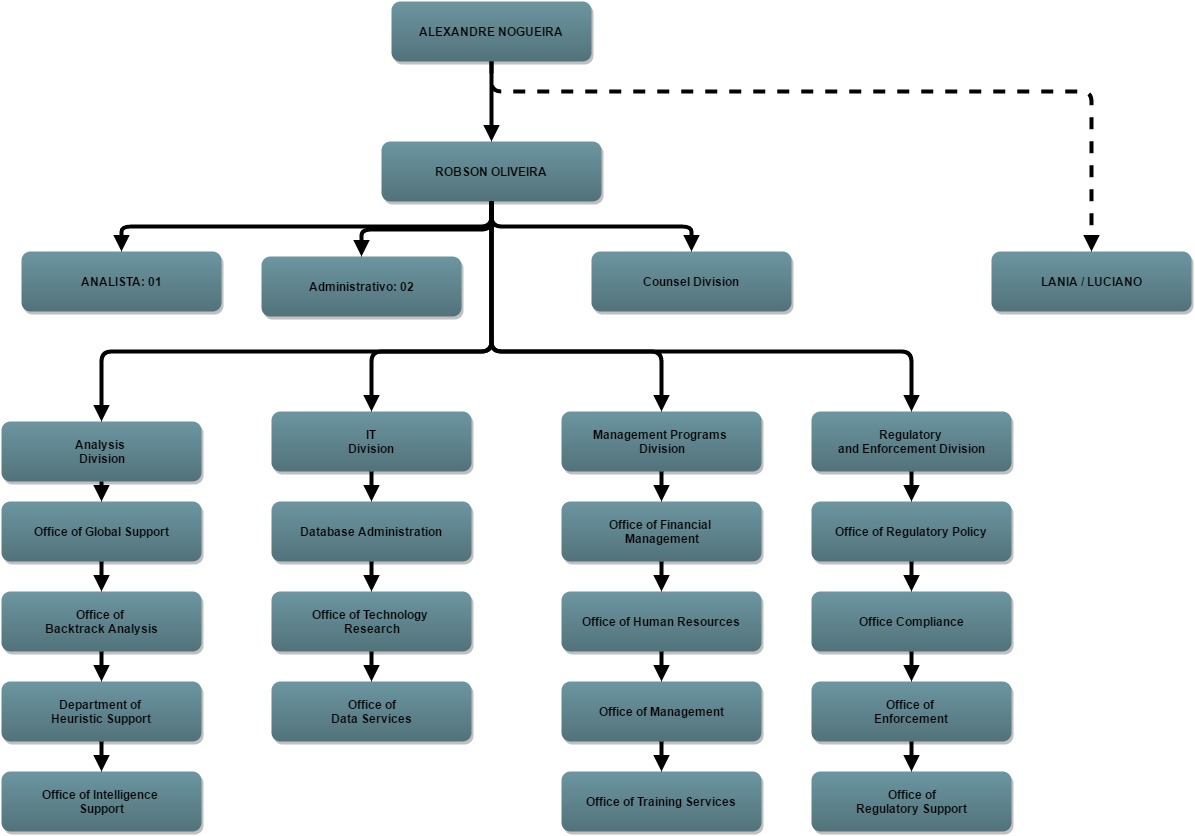 ALEXANDRE NOGUEIRA
ROBSON OLIVEIRA
ANALISTA: 01
Administrativo: 02
Counsel Division
LANIA / LUCIANO
Analysis
Division
IT
Division
Management Programs
Division
Regulatory
and Enforcement Division
Office of Global Support
Database Administration
Office of Financial
Management
Office of Regulatory Policy
Office of
Backtrack Analysis
Office of Technology
Research
Office of Human Resources
Office Compliance
Department of
Heuristic Support
Office of
Data Services
Office of Management
Office of
Enforcement
Office of Intelligence
Support
Office of Training Services
Office of
Regulatory Support